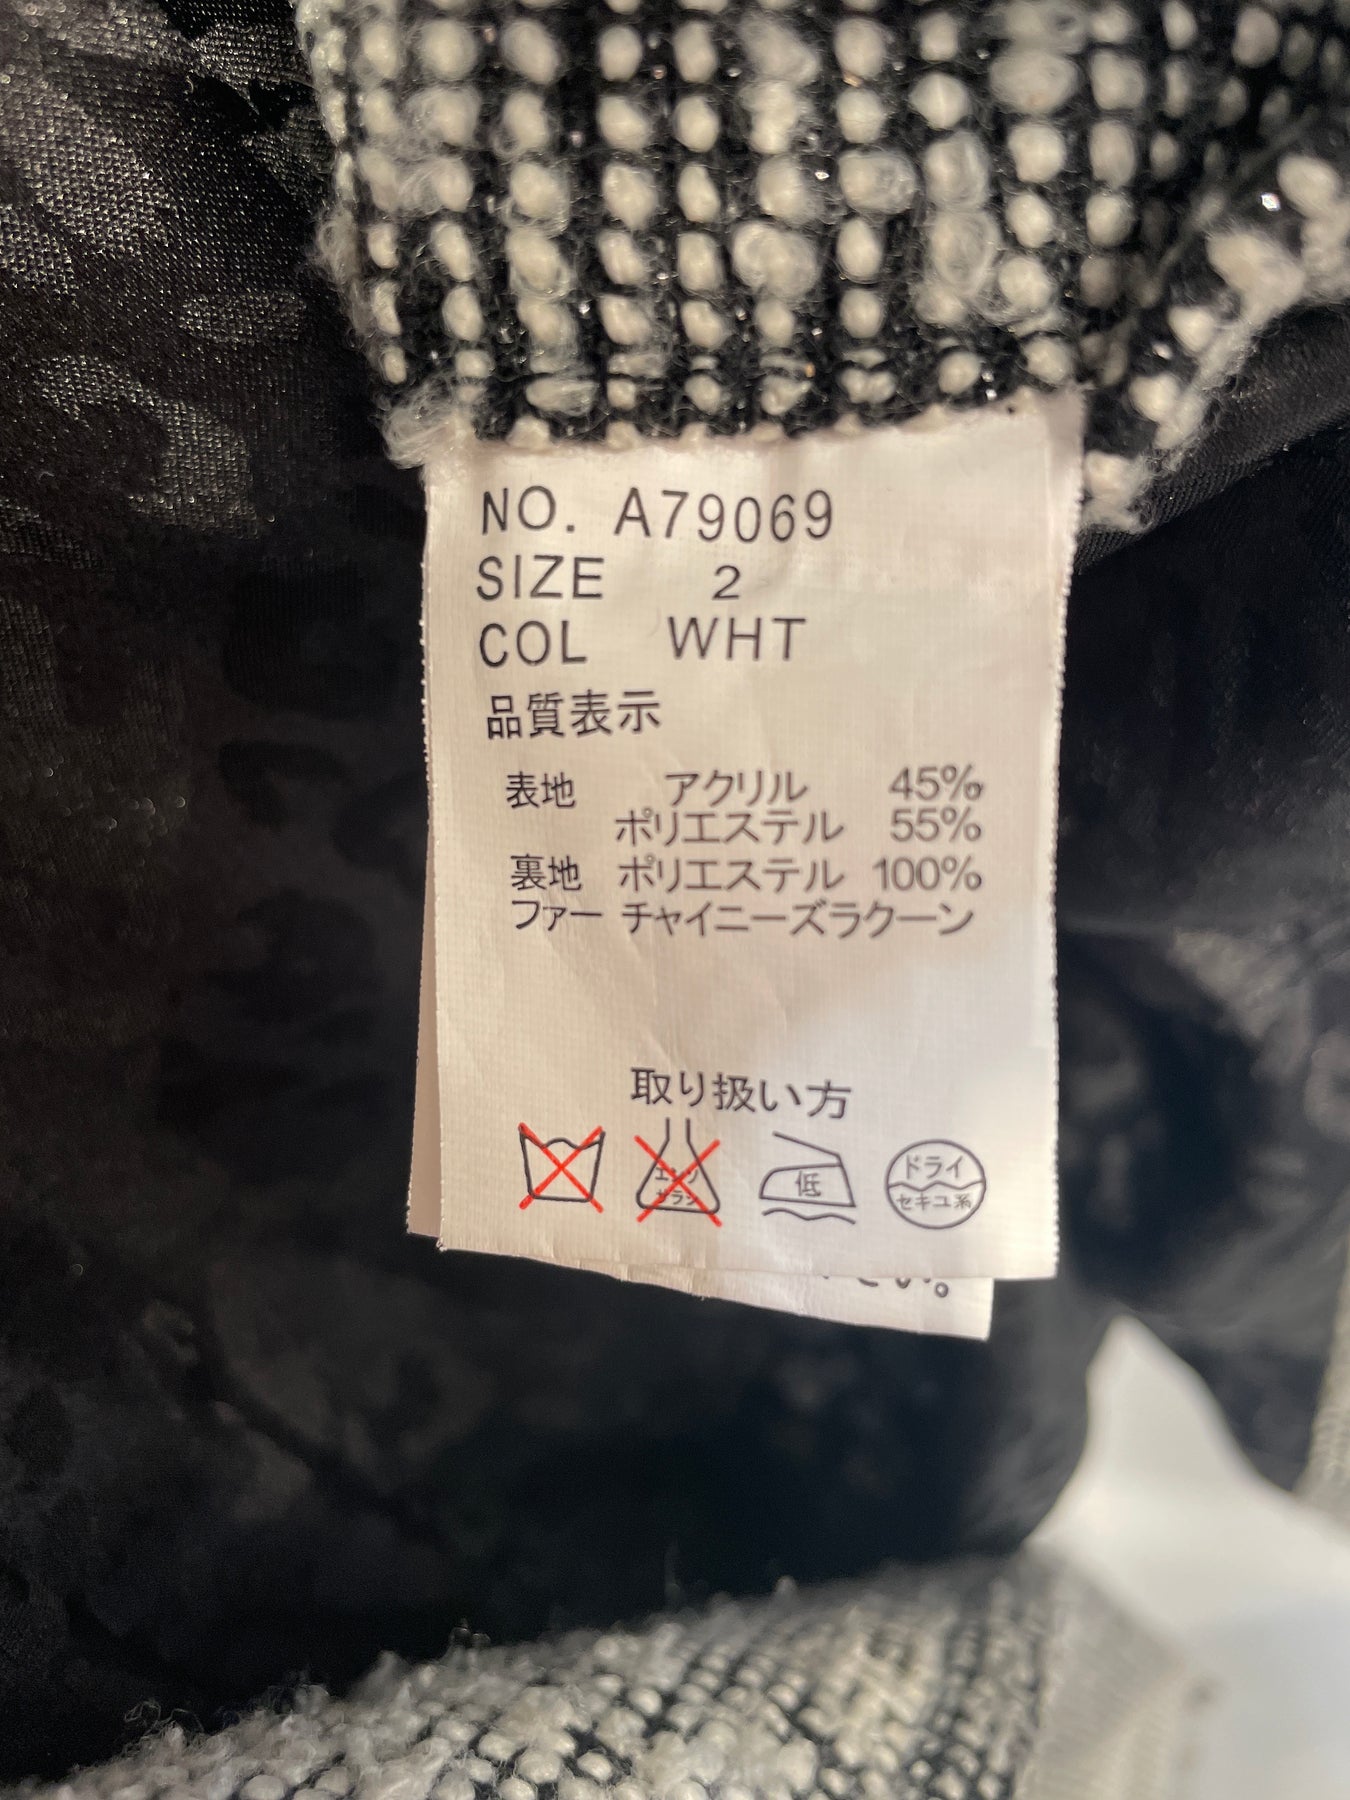 NO. A79069
SIZE 2
COL WHT
品質表示
表地 アクリル 45%
ポリエステル 55%
裏地 ポリエステル 100%
ファー チャイニーズラクーン
取り扱い方
低
ドライ
セキユ系
さい。